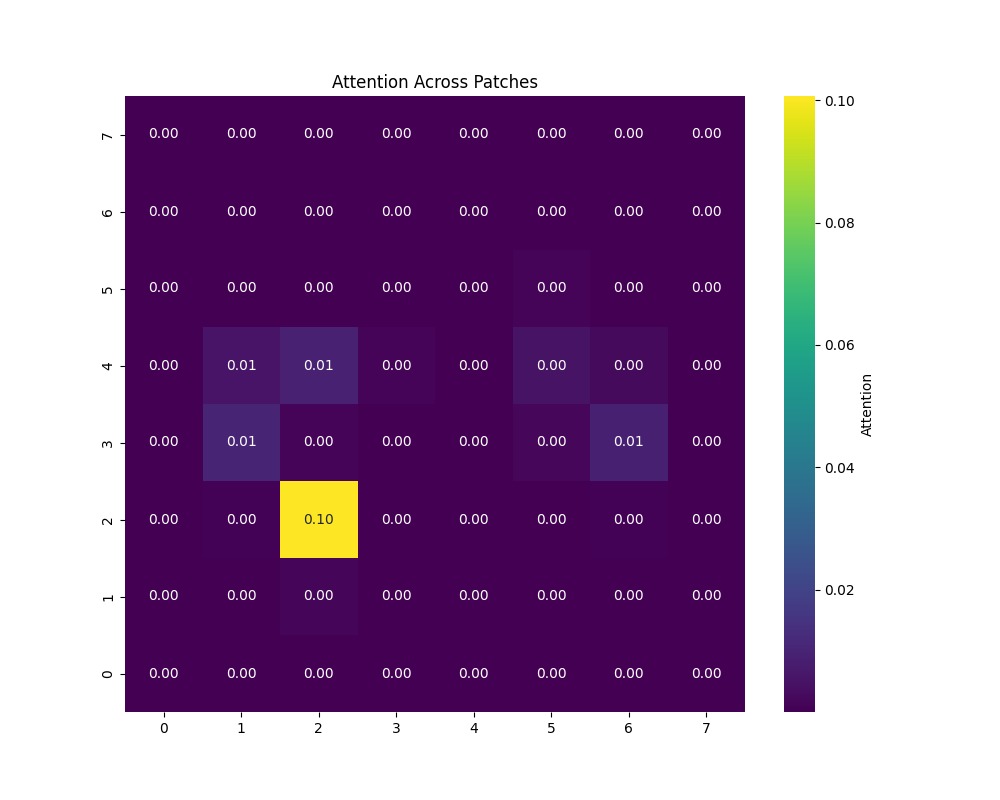 Attention Across Patches
7 0.00 0.00 0.00 0.00 0.00 0.00 0.00 0.00 0.10
6 0.00 0.00 0.00 0.00 0.00 0.00 0.00 0.00 0.08
5 0.00 0.00 0.00 0.00 0.00 0.00 0.00 0.00 0.06
4 0.00 0.01 0.01 0.00 0.00 0.00 0.00 0.00 Attention
3 0.00 0.01 0.00 0.00 0.00 0.00 0.01 0.00 0.04
2 0.00 0.00 0.10 0.00 0.00 0.00 0.00 0.00
1 0.00 0.00 0.00 0.00 0.00 0.00 0.00 0.00 0.02
0 0.00 0.00 0.00 0.00 0.00 0.00 0.00 0.00
0 1 2 3 4 5 6 7